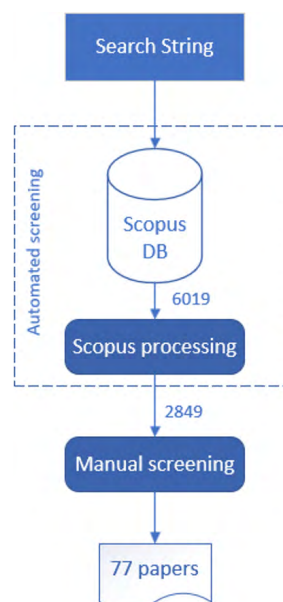 Search String
Automated screening
Scopus
DB
6019
Scopus processing
2849
Manual screening
77 papers